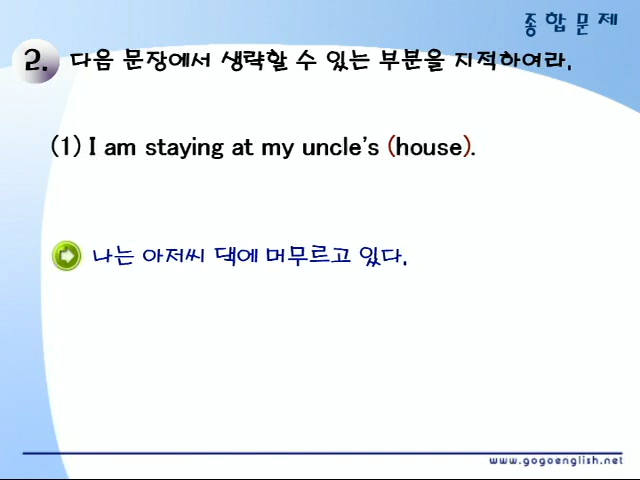 종합문제
2. 다음 문장에서 생략할 수 있는 부분을 지적하여라.
(1) I am staying at my uncle's (house).
나는 아저씨 댁에 머무르고 있다.
www.gogoenglish.net